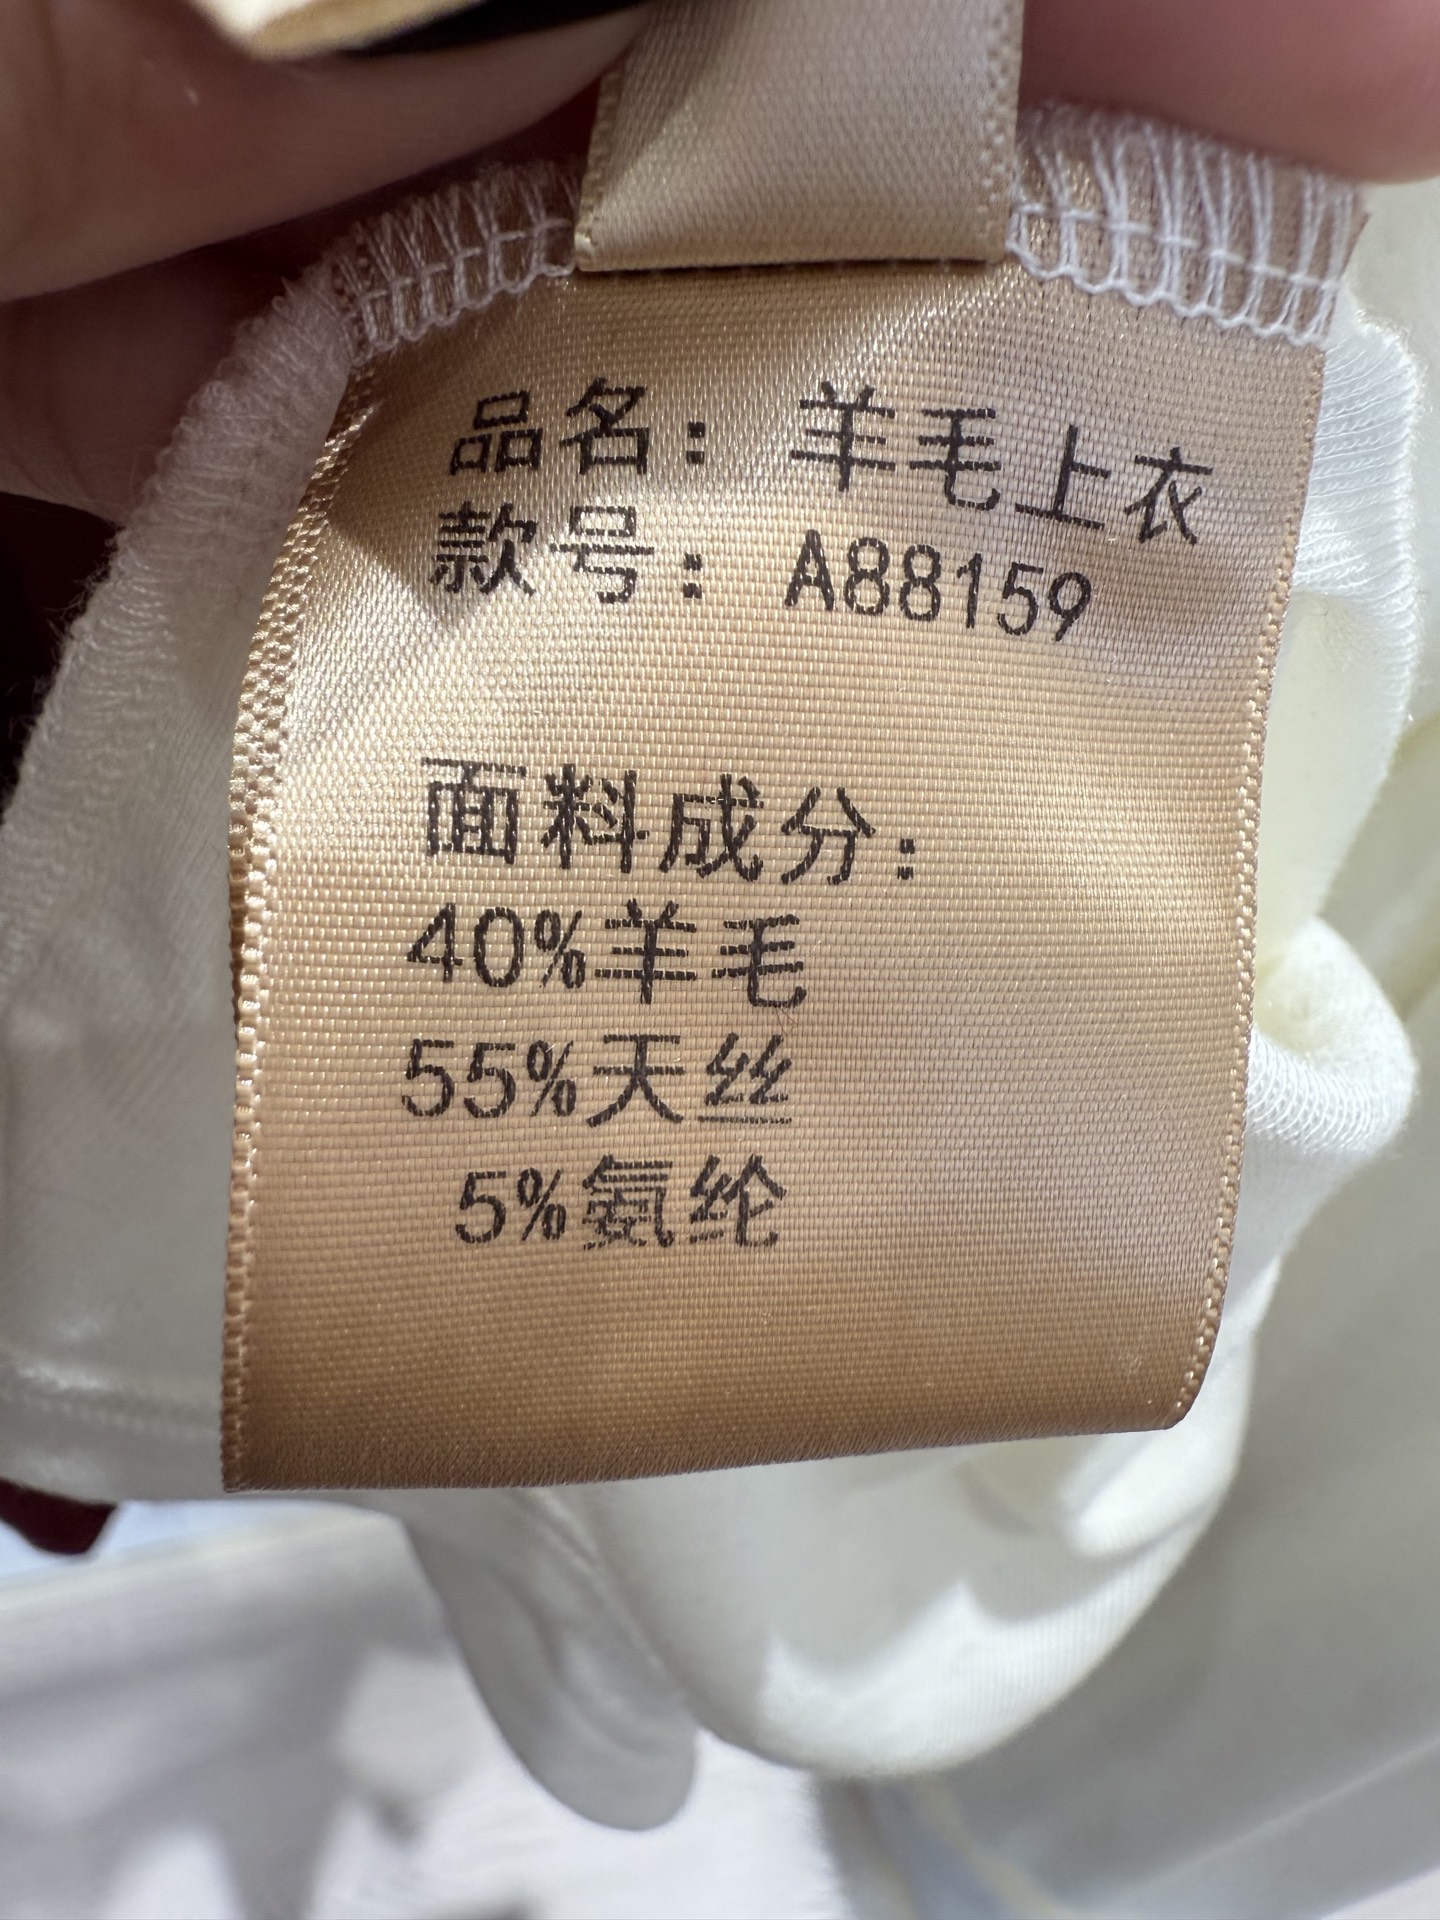 品名：羊毛上衣
款号：A88159
面料成分：
40%羊毛
55%天丝
5%氨纶